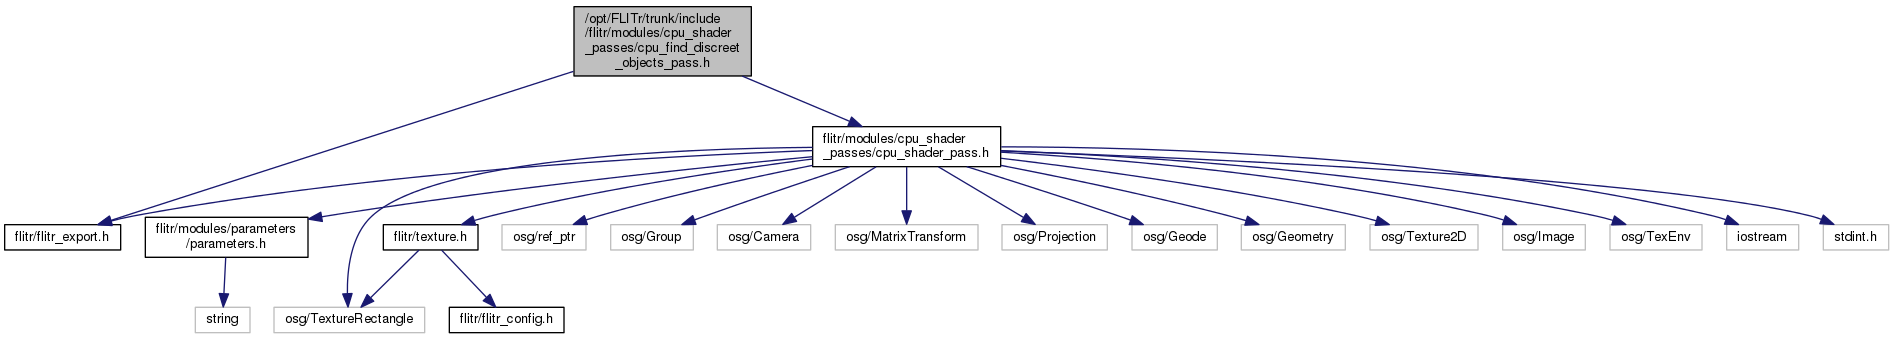 /opt/FLITr/trunk/include
/flitr/modules/cpu_shader
_passes/cpu_find_discreet
_objects_pass.h
flitr/modules/cpu_shader
_passes/cpu_shader_pass.h
flitr/flitr_export.h
flitr/modules/parameters
/parameters.h
flitr/texture.h
osg/ref_ptr
osg/Group
osg/Camera
osg/MatrixTransform
osg/Projection
osg/Geode
osg/Geometry
osg/Texture2D
osg/Image
osg/TexEnv
iostream
stdint.h
string
osg/TextureRectangle
flitr/flitr_config.h